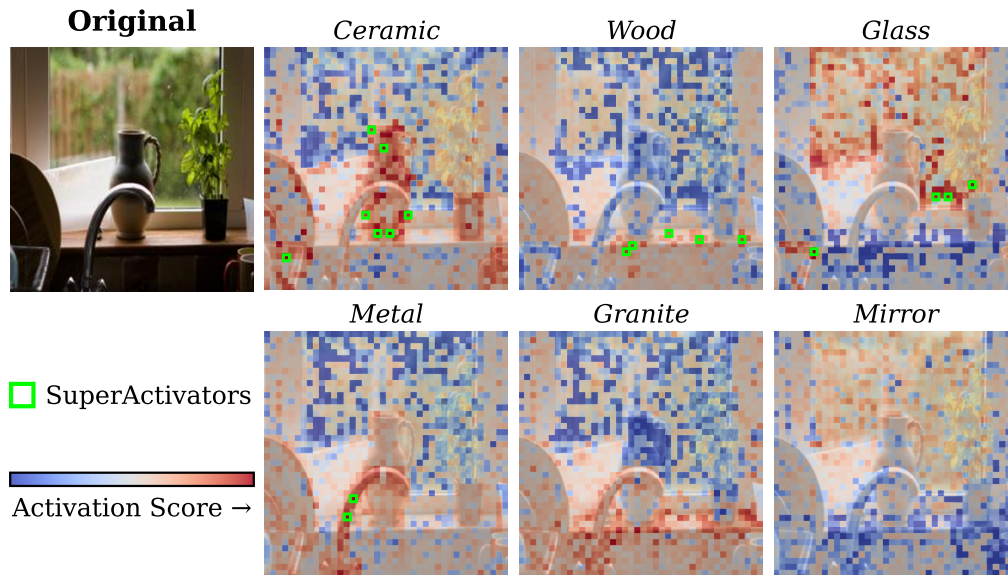 Original
Ceramic
Wood
Glass
Metal
Granite
Mirror
SuperActivators
Activation Score →